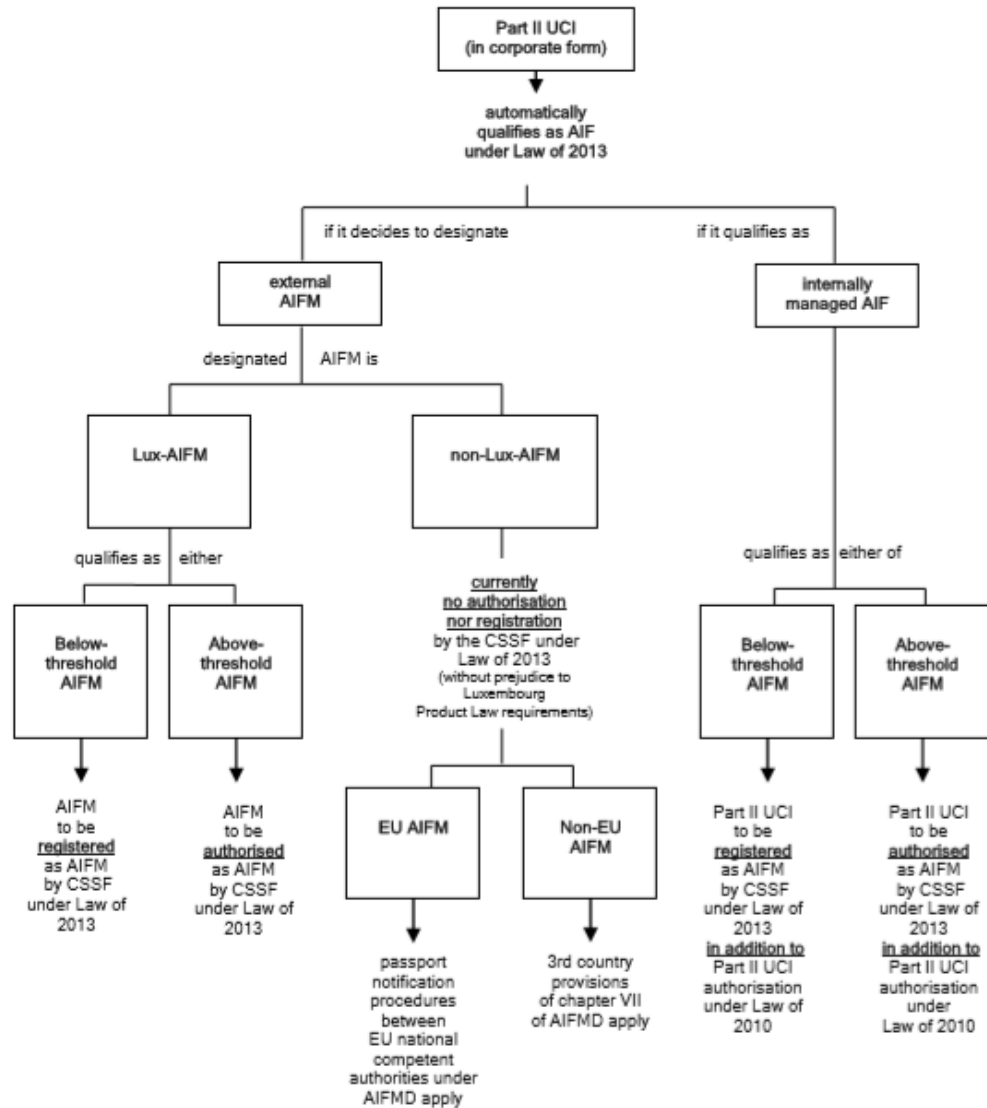 Part II UCI
(in corporate form)
automatically
qualifies as AIF
under Law of 2013
if it decides to designate
if it qualifies as
external
AIFM
internally
managed AIF
designated
AIFM is
Lux-AIFM
non-Lux-AIFM
qualifies as
either
currently
no authorisation
nor registration
by the CSSF under
Law of 2013
(without prejudice to
Luxembourg
Product Law requirements)
qualifies as
either of
Below-
threshold
AIFM
Above-
threshold
AIFM
Below-
threshold
AIFM
Above-
threshold
AIFM
AIFM
to be
registered
as AIFM
by CSSF
under Law of
2013
AIFM
to be
authorised
as AIFM
by CSSF
under Law of
2013
EU AIFM
Non-EU
AIFM
passport
notification
procedures
between
EU national
competent
authorities under
AIFMD apply
3rd country
provisions
of chapter VII
of AIFMD apply
Part II UCI
to be
registered
as AIFM
by CSSF
under Law of
2013
in addition to
Part II UCI
authorisation
under Law of
2010
Part II UCI
to be
authorised
as AIFM
by CSSF
under Law of
2013
in addition to
Part II UCI
authorisation
under
Law of 2010